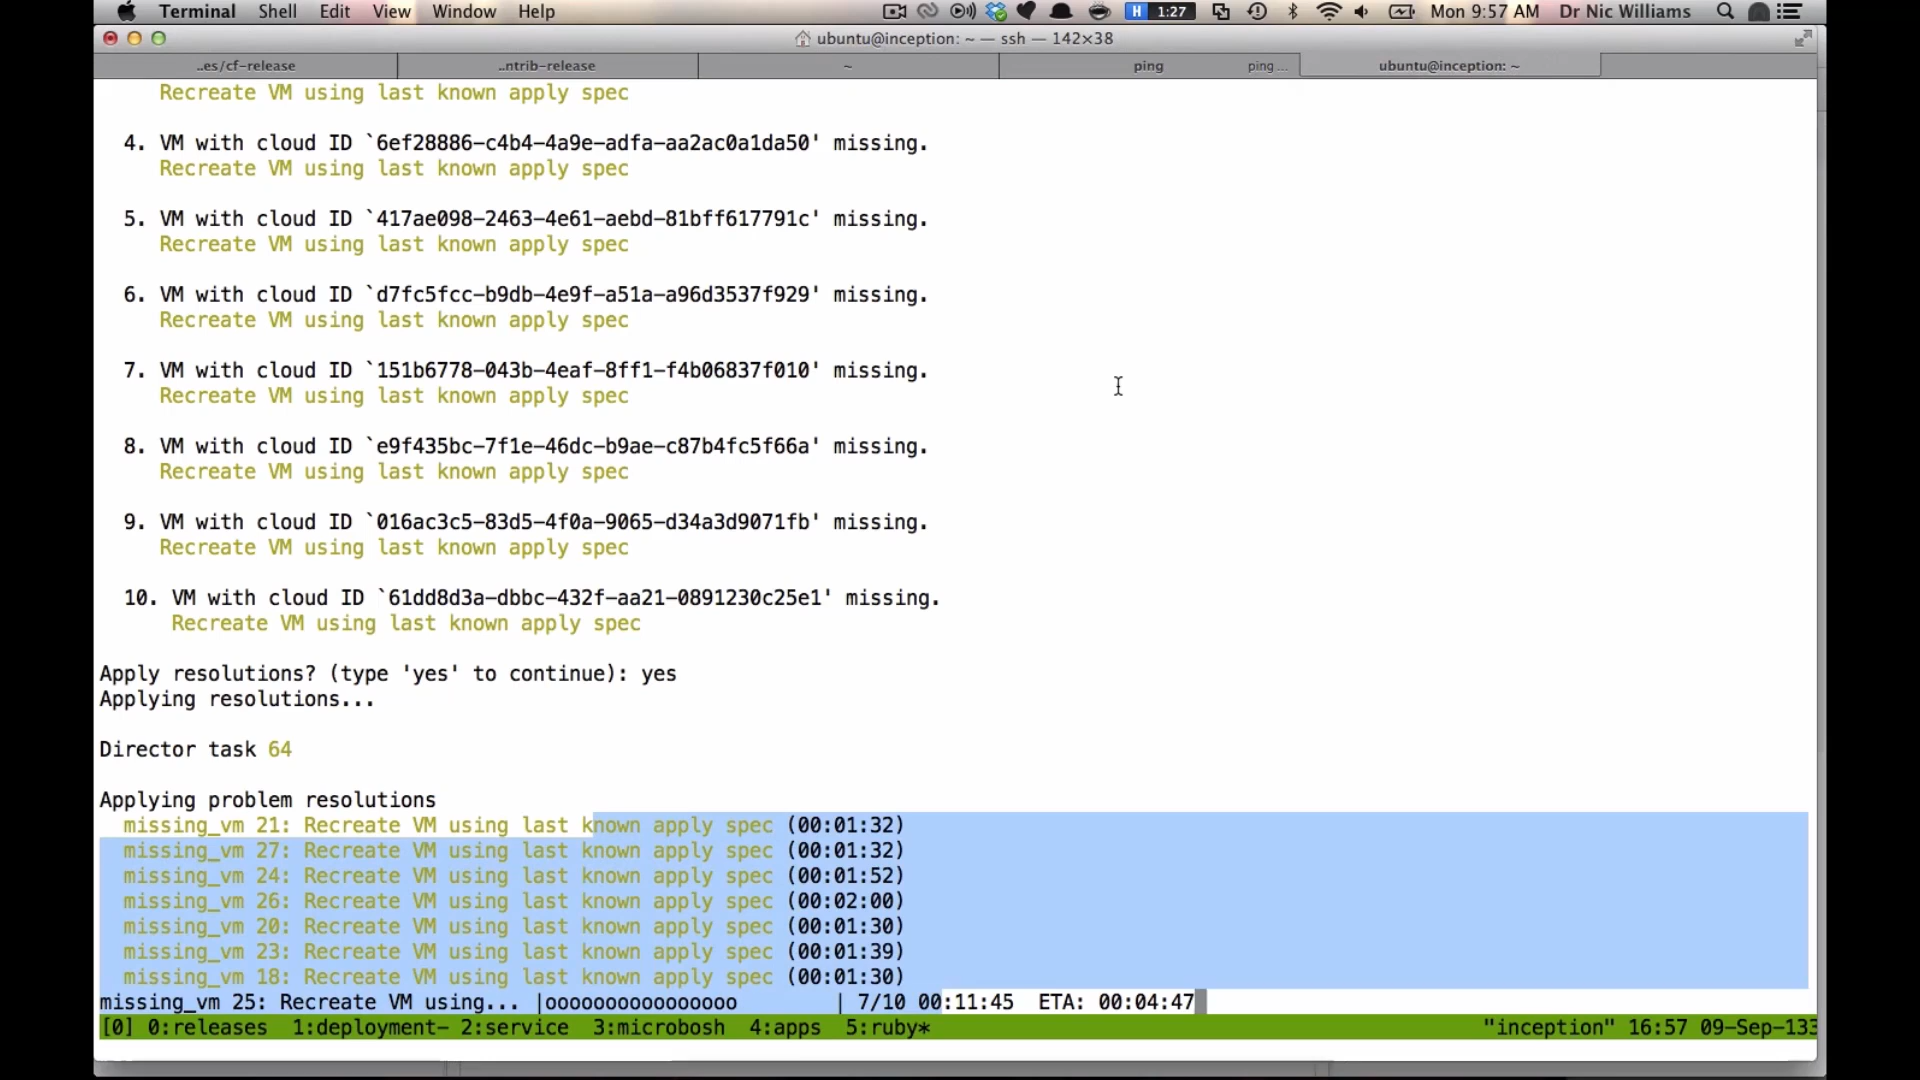 Terminal Shell Edit View Window Help H 1:27 Mon 9:57 AM Dr Nic Williams
ubuntu@inception: ~ — ssh — 142×38
..es/cf-release ..ntrib-release ~ ping ping ... ubuntu@inception: ~
Recreate VM using last known apply spec
4. VM with cloud ID `6ef28886-c4b4-4a9e-adfa-aa2ac0a1da50' missing.
Recreate VM using last known apply spec
5. VM with cloud ID `417ae098-2463-4e61-aebd-81bff617791c' missing.
Recreate VM using last known apply spec
6. VM with cloud ID `d7fc5fcc-b9db-4e9f-a51a-a96d3537f929' missing.
Recreate VM using last known apply spec
7. VM with cloud ID `151b6778-043b-4eaf-8ff1-f4b06837f010' missing.
Recreate VM using last known apply spec
8. VM with cloud ID `e9f435bc-7f1e-46dc-b9ae-c87b4fc5f66a' missing.
Recreate VM using last known apply spec
9. VM with cloud ID `016ac3c5-83d5-4f0a-9065-d34a3d9071fb' missing.
Recreate VM using last known apply spec
10. VM with cloud ID `61dd8d3a-dbbc-432f-aa21-0891230c25e1' missing.
Recreate VM using last known apply spec
Apply resolutions? (type 'yes' to continue): yes
Applying resolutions...
Director task 64
Applying problem resolutions
missing_vm 21: Recreate VM using last known apply spec (00:01:32)
missing_vm 27: Recreate VM using last known apply spec (00:01:32)
missing_vm 24: Recreate VM using last known apply spec (00:01:52)
missing_vm 26: Recreate VM using last known apply spec (00:02:00)
missing_vm 20: Recreate VM using last known apply spec (00:01:30)
missing_vm 23: Recreate VM using last known apply spec (00:01:39)
missing_vm 18: Recreate VM using last known apply spec (00:01:30)
missing_vm 25: Recreate VM using... |oooooooooooooooo | 7/10 00:11:45 ETA: 00:04:47
[0] 0:releases 1:deployment- 2:service 3:microbosh 4:apps 5:ruby* "inception" 16:57 09-Sep-133